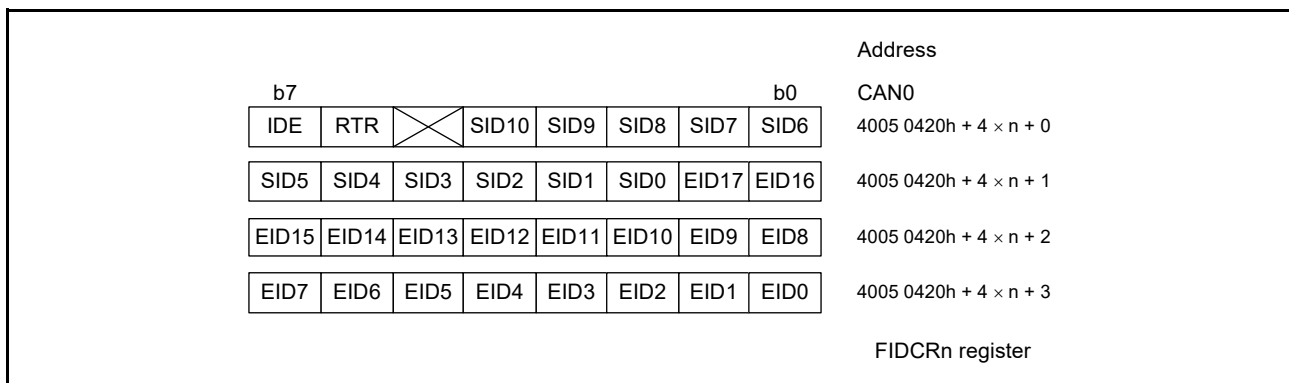 Address
b7 b0 CAN0
IDE RTR SID10 SID9 SID8 SID7 SID6 4005 0420h + 4 × n + 0
SID5 SID4 SID3 SID2 SID1 SID0 EID17 EID16 4005 0420h + 4 × n + 1
EID15 EID14 EID13 EID12 EID11 EID10 EID9 EID8 4005 0420h + 4 × n + 2
EID7 EID6 EID5 EID4 EID3 EID2 EID1 EID0 4005 0420h + 4 × n + 3
FIDCRn register